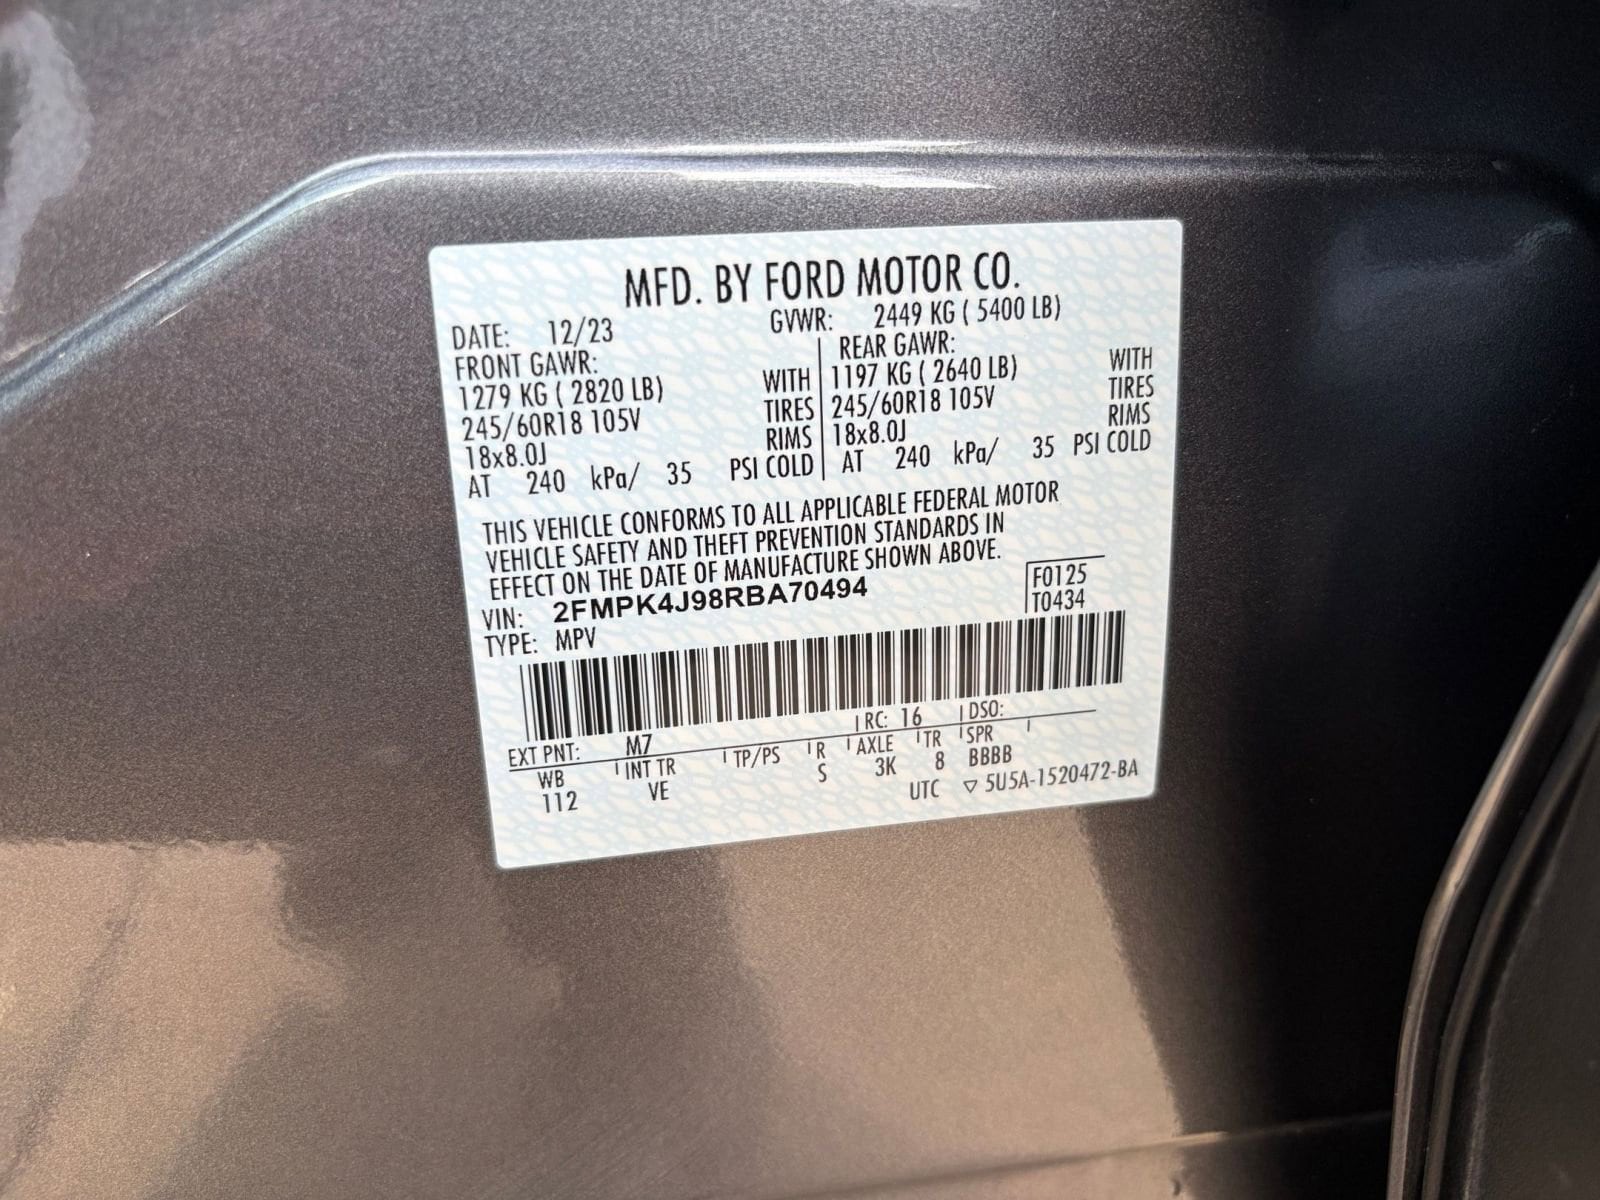 MFD. BY FORD MOTOR CO.
DATE: 12/23 GVWR: 2449 KG ( 5400 LB)
FRONT GAWR: REAR GAWR:
1279 KG ( 2820 LB) WITH 1197 KG ( 2640 LB) WITH
245/60R18 105V TIRES 245/60R18 105V TIRES
18x8.0J RIMS 18x8.0J RIMS
AT 240 kPa/ 35 PSI COLD AT 240 kPa/ 35 PSI COLD
THIS VEHICLE CONFORMS TO ALL APPLICABLE FEDERAL MOTOR
VEHICLE SAFETY AND THEFT PREVENTION STANDARDS IN
EFFECT ON THE DATE OF MANUFACTURE SHOWN ABOVE.
VIN: 2FMPK4J98RBA70494 F0125
TYPE: MPV T0434
EXT PNT: M7 RC: 16 DSO:
WB INT TR TP/PS R AXLE TR SPR
112 VE S 3K 8 BBBB
UTC ▽ 5U5A-1520472-BA